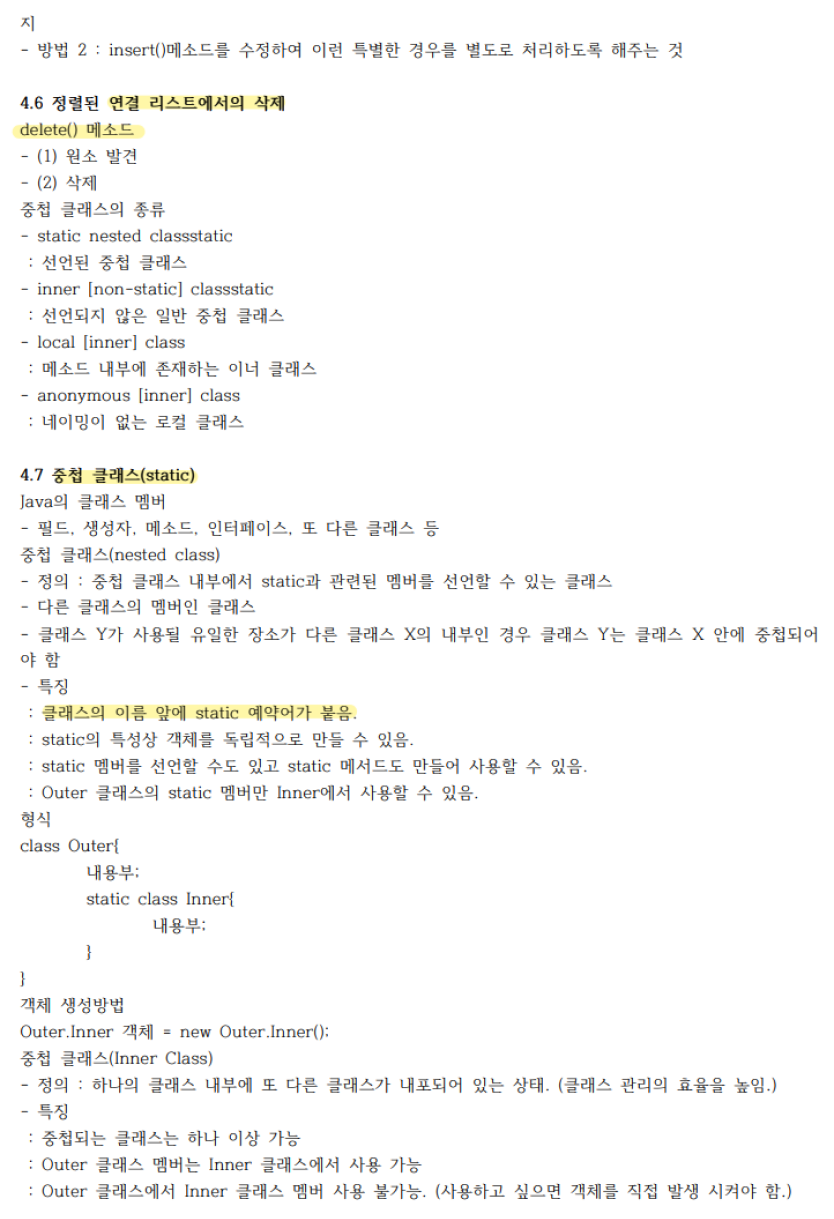 지
- 방법 2 : insert()메소드를 수정하여 이런 특별한 경우를 별도로 처리하도록 해주는 것
4.6 정렬된 연결 리스트에서의 삭제
delete() 메소드
- (1) 원소 발견
- (2) 삭제
중첩 클래스의 종류
- static nested classstatic
: 선언된 중첩 클래스
- inner [non-static] classstatic
: 선언되지 않은 일반 중첩 클래스
- local [inner] class
: 메소드 내부에 존재하는 이너 클래스
- anonymous [inner] class
: 네이밍이 없는 로컬 클래스
4.7 중첩 클래스(static)
Java의 클래스 멤버
- 필드, 생성자, 메소드, 인터페이스, 또 다른 클래스 등
중첩 클래스(nested class)
- 정의 : 중첩 클래스 내부에서 static과 관련된 멤버를 선언할 수 있는 클래스
- 다른 클래스의 멤버인 클래스
- 클래스 Y가 사용될 유일한 장소가 다른 클래스 X의 내부인 경우 클래스 Y는 클래스 X 안에 중첩되어
야 함
- 특징
: 클래스의 이름 앞에 static 예약어가 붙음.
: static의 특성상 객체를 독립적으로 만들 수 있음.
: static 멤버를 선언할 수도 있고 static 메서드도 만들어 사용할 수 있음.
: Outer 클래스의 static 멤버만 Inner에서 사용할 수 있음.
형식
class Outer{
내용부;
static class Inner{
내용부;
}
}
객체 생성방법
Outer.Inner 객체 = new Outer.Inner();
중첩 클래스(Inner Class)
- 정의 : 하나의 클래스 내부에 또 다른 클래스가 내포되어 있는 상태. (클래스 관리의 효율을 높임.)
- 특징
: 중첩되는 클래스는 하나 이상 가능
: Outer 클래스 멤버는 Inner 클래스에서 사용 가능
: Outer 클래스에서 Inner 클래스 멤버 사용 불가능. (사용하고 싶으면 객체를 직접 발생 시켜야 함.)